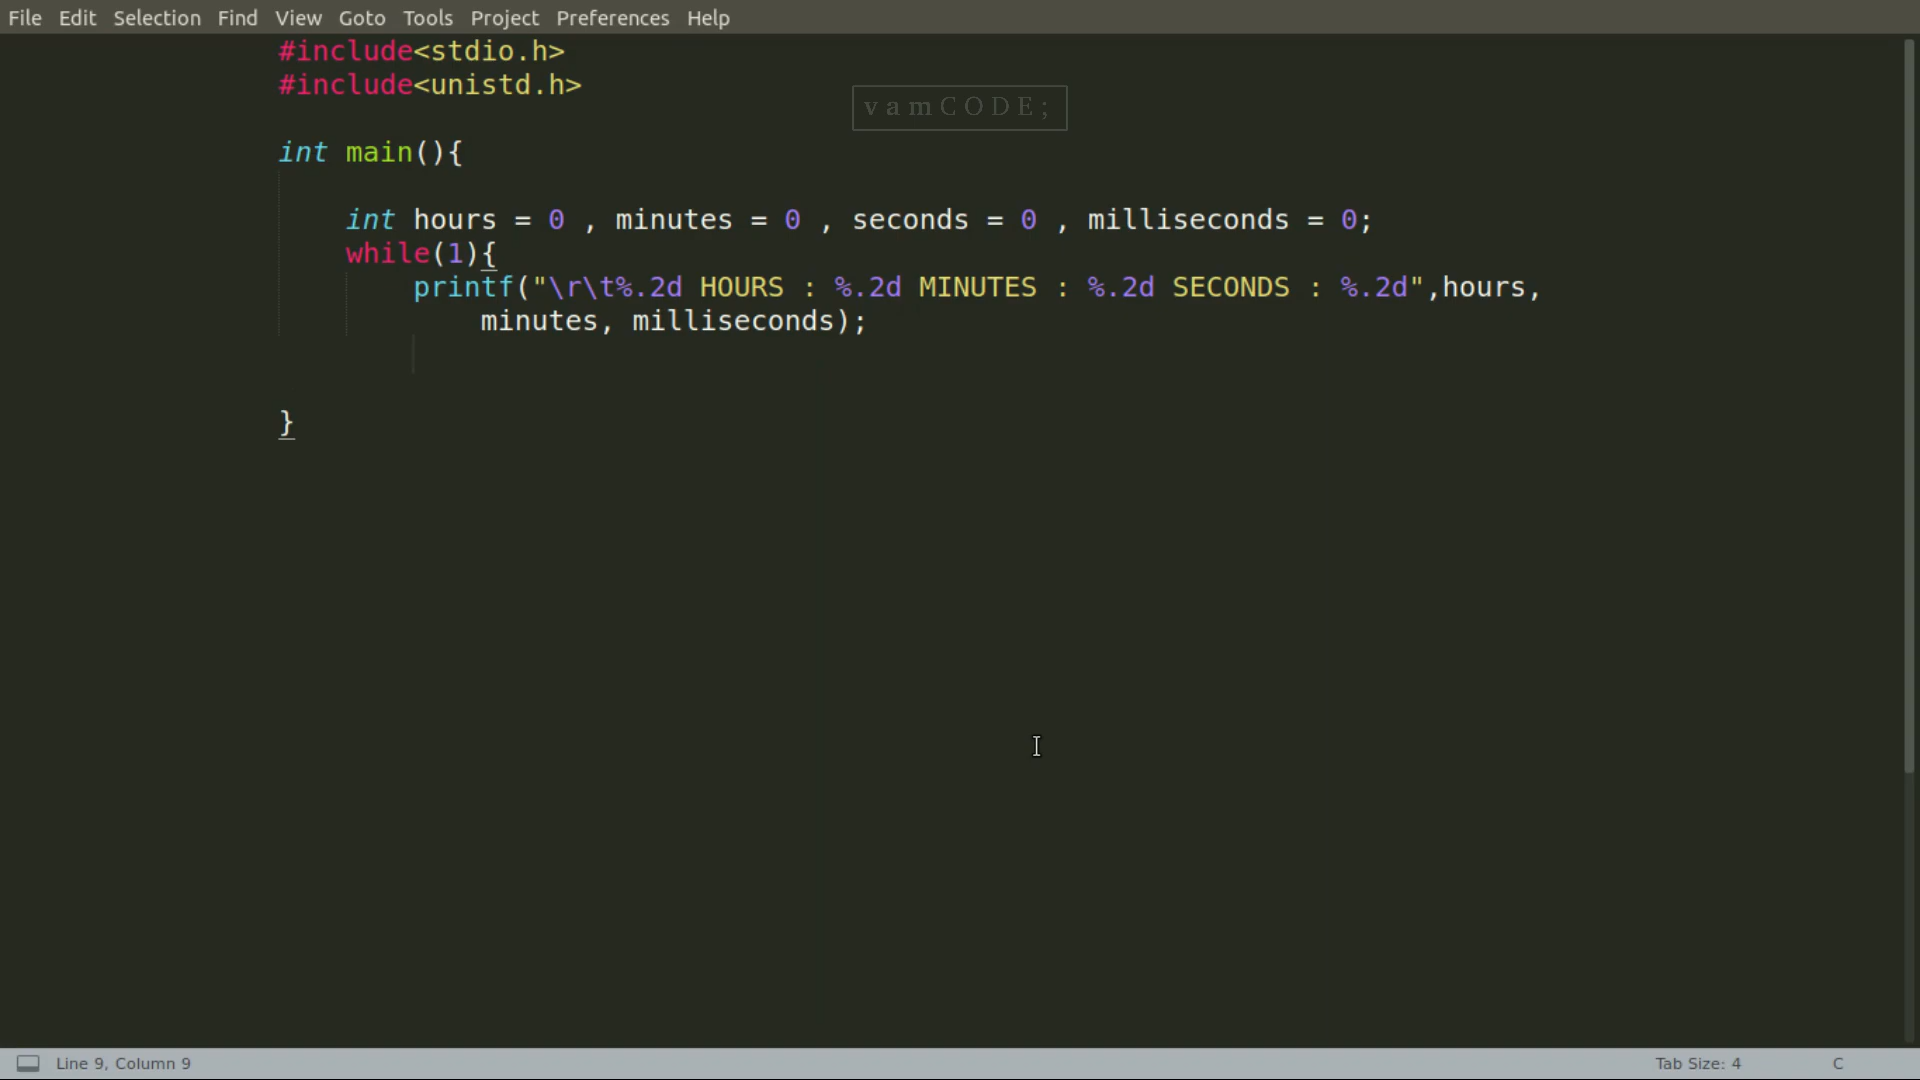 File Edit Selection Find View Goto Tools Project Preferences Help
#include<stdio.h>
#include<unistd.h>
vamCODE;
int main(){
int hours = 0 , minutes = 0 , seconds = 0 , milliseconds = 0;
while(1){
printf("\r\t%.2d HOURS : %.2d MINUTES : %.2d SECONDS : %.2d",hours,
minutes, milliseconds);
}
Line 9, Column 9 Tab Size: 4 C